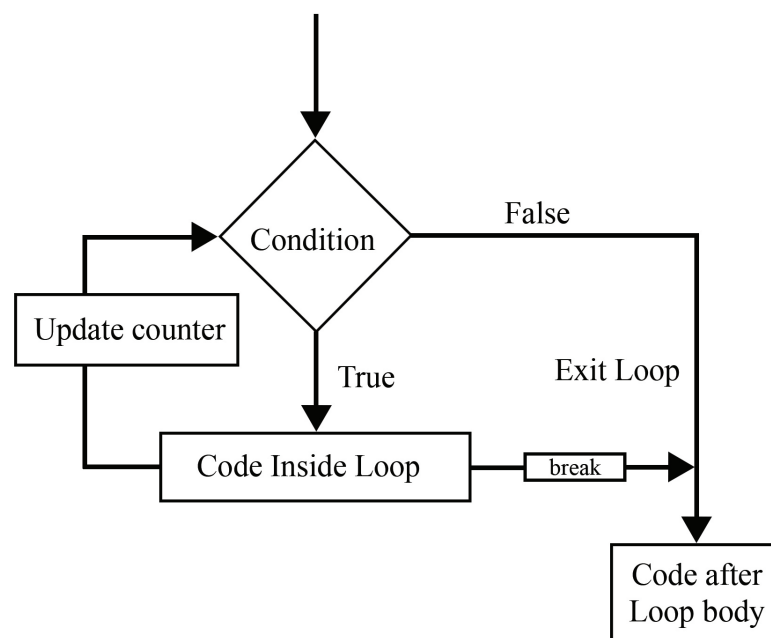 False
Condition
Update counter
True
Exit Loop
Code Inside Loop
break
Code after
Loop body